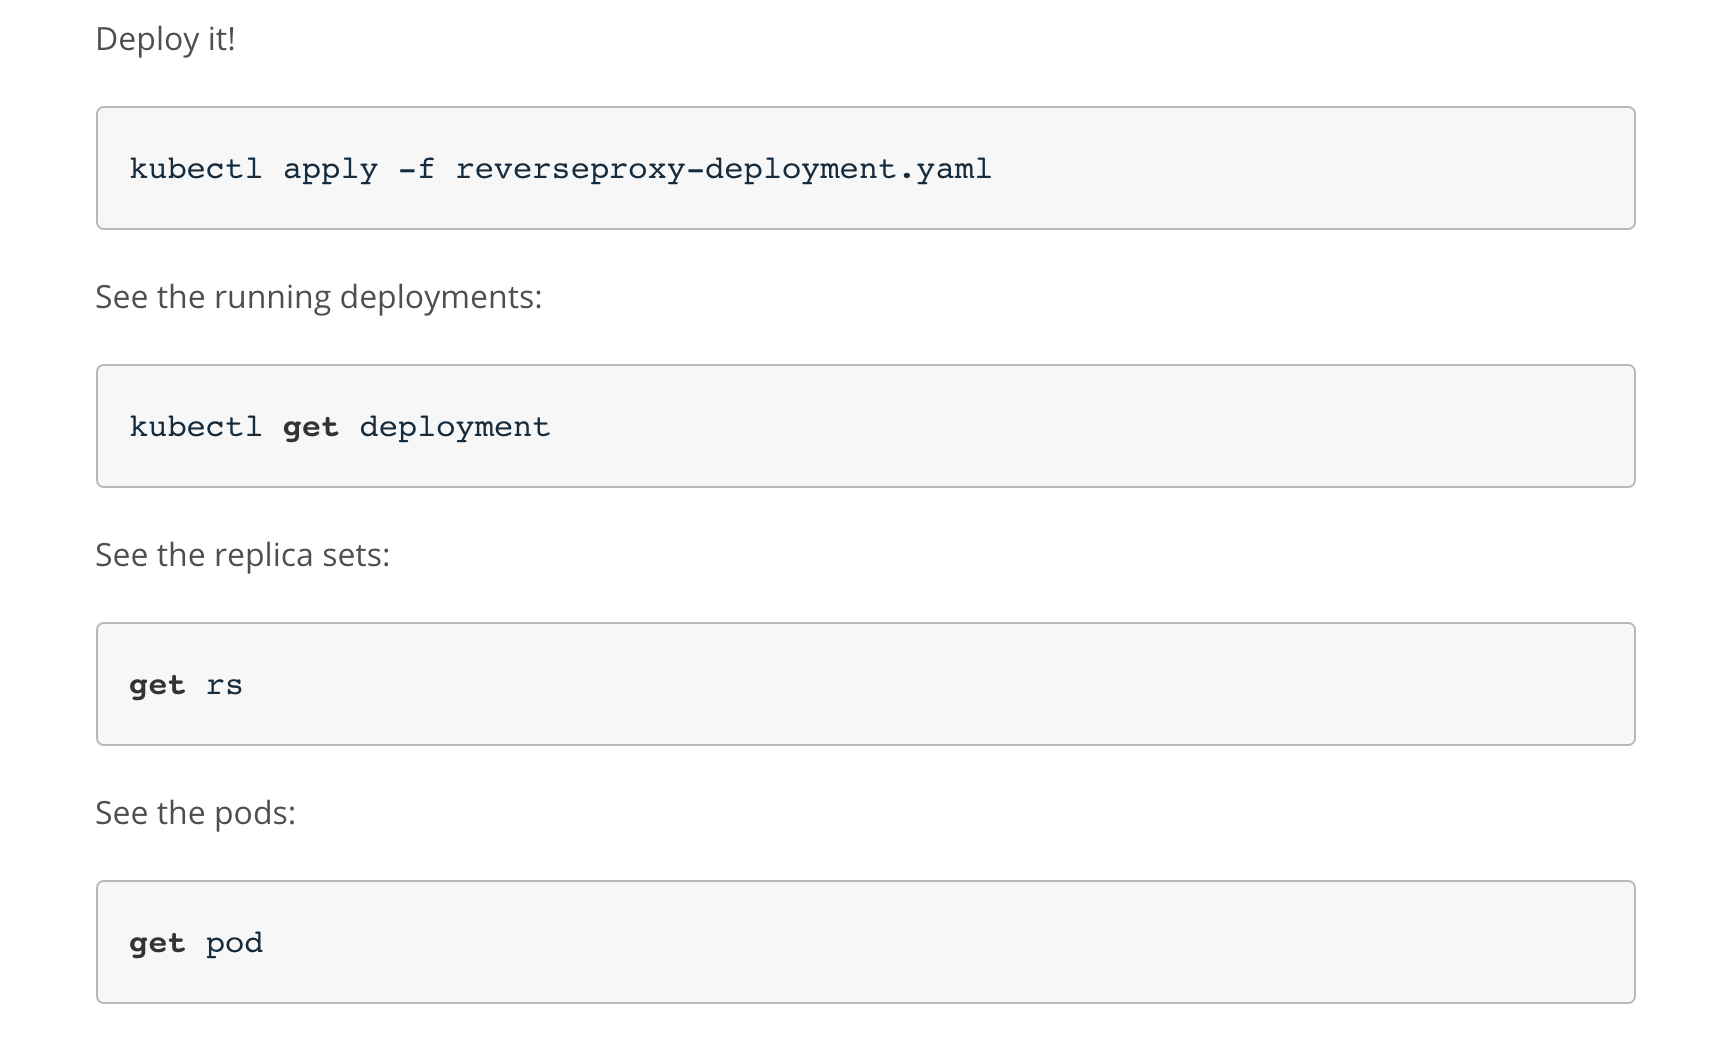 Deploy it!
kubectl apply -f reverseproxy-deployment.yaml
See the running deployments:
kubectl get deployment
See the replica sets:
get rs
See the pods:
get pod